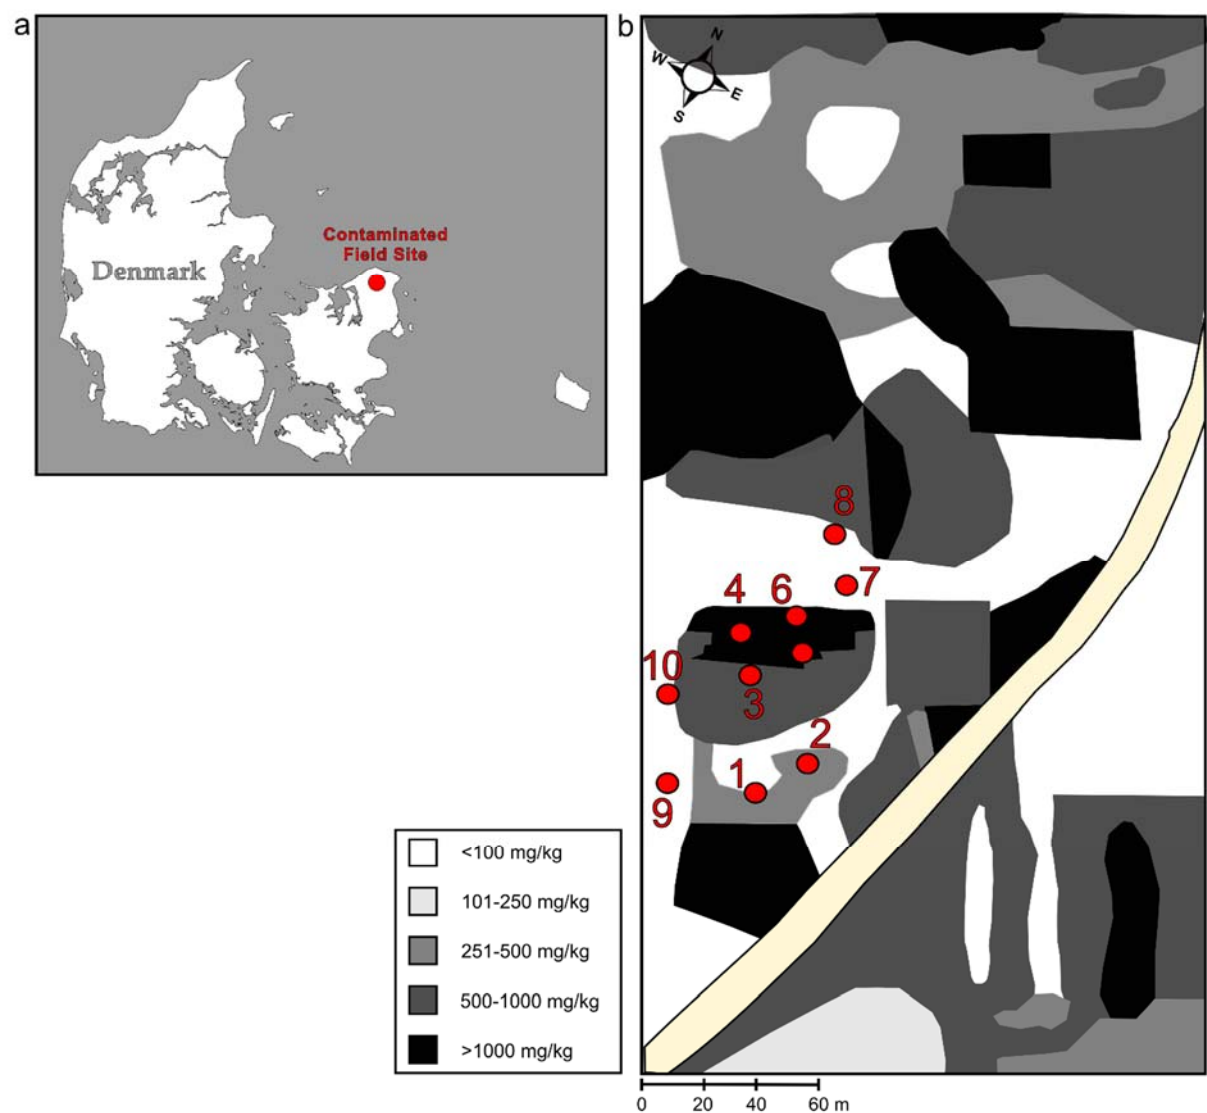 a
Denmark
Contaminated
Field Site
b
N
W
E
S
8
7
4
6
10
3
2
1
9
<100 mg/kg
101-250 mg/kg
251-500 mg/kg
500-1000 mg/kg
>1000 mg/kg
0 20 40 60 m